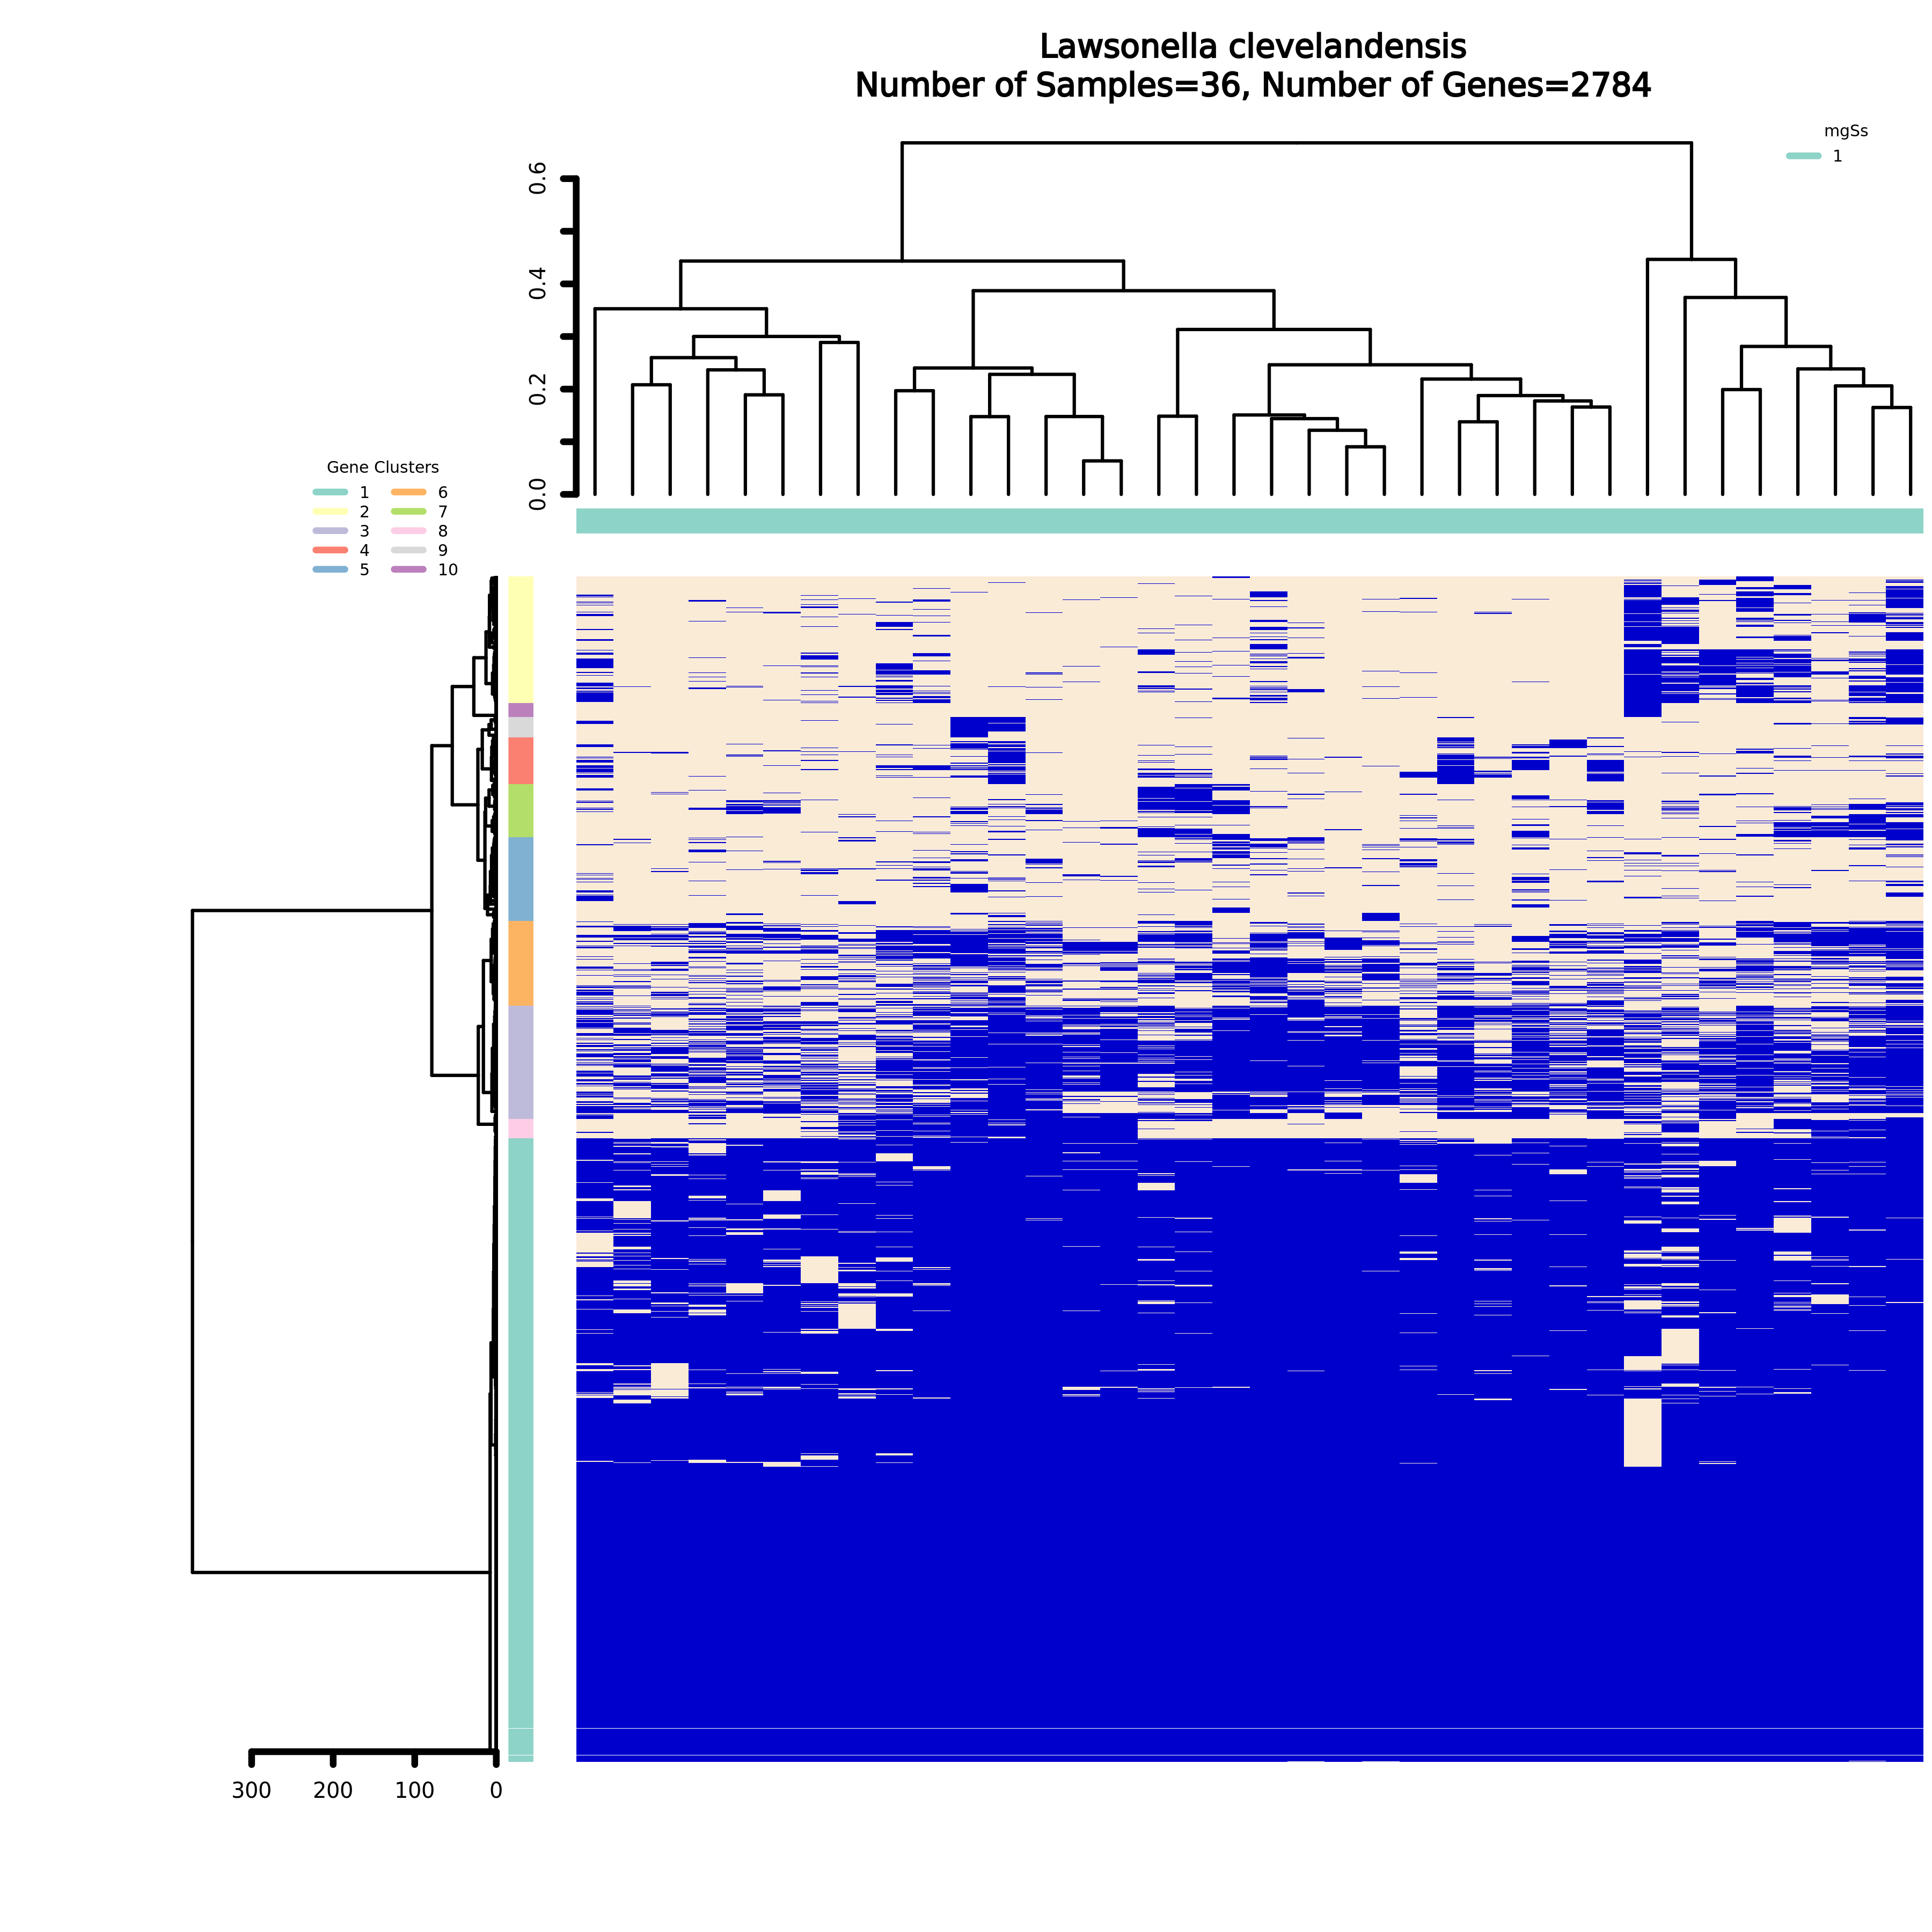 Lawsonella clevelandensis
Number of Samples=36, Number of Genes=2784
mgSs
1
0.6
0.4
0.2
0.0
Gene Clusters
1 6
2 7
3 8
4 9
5 10
300 200 100 0